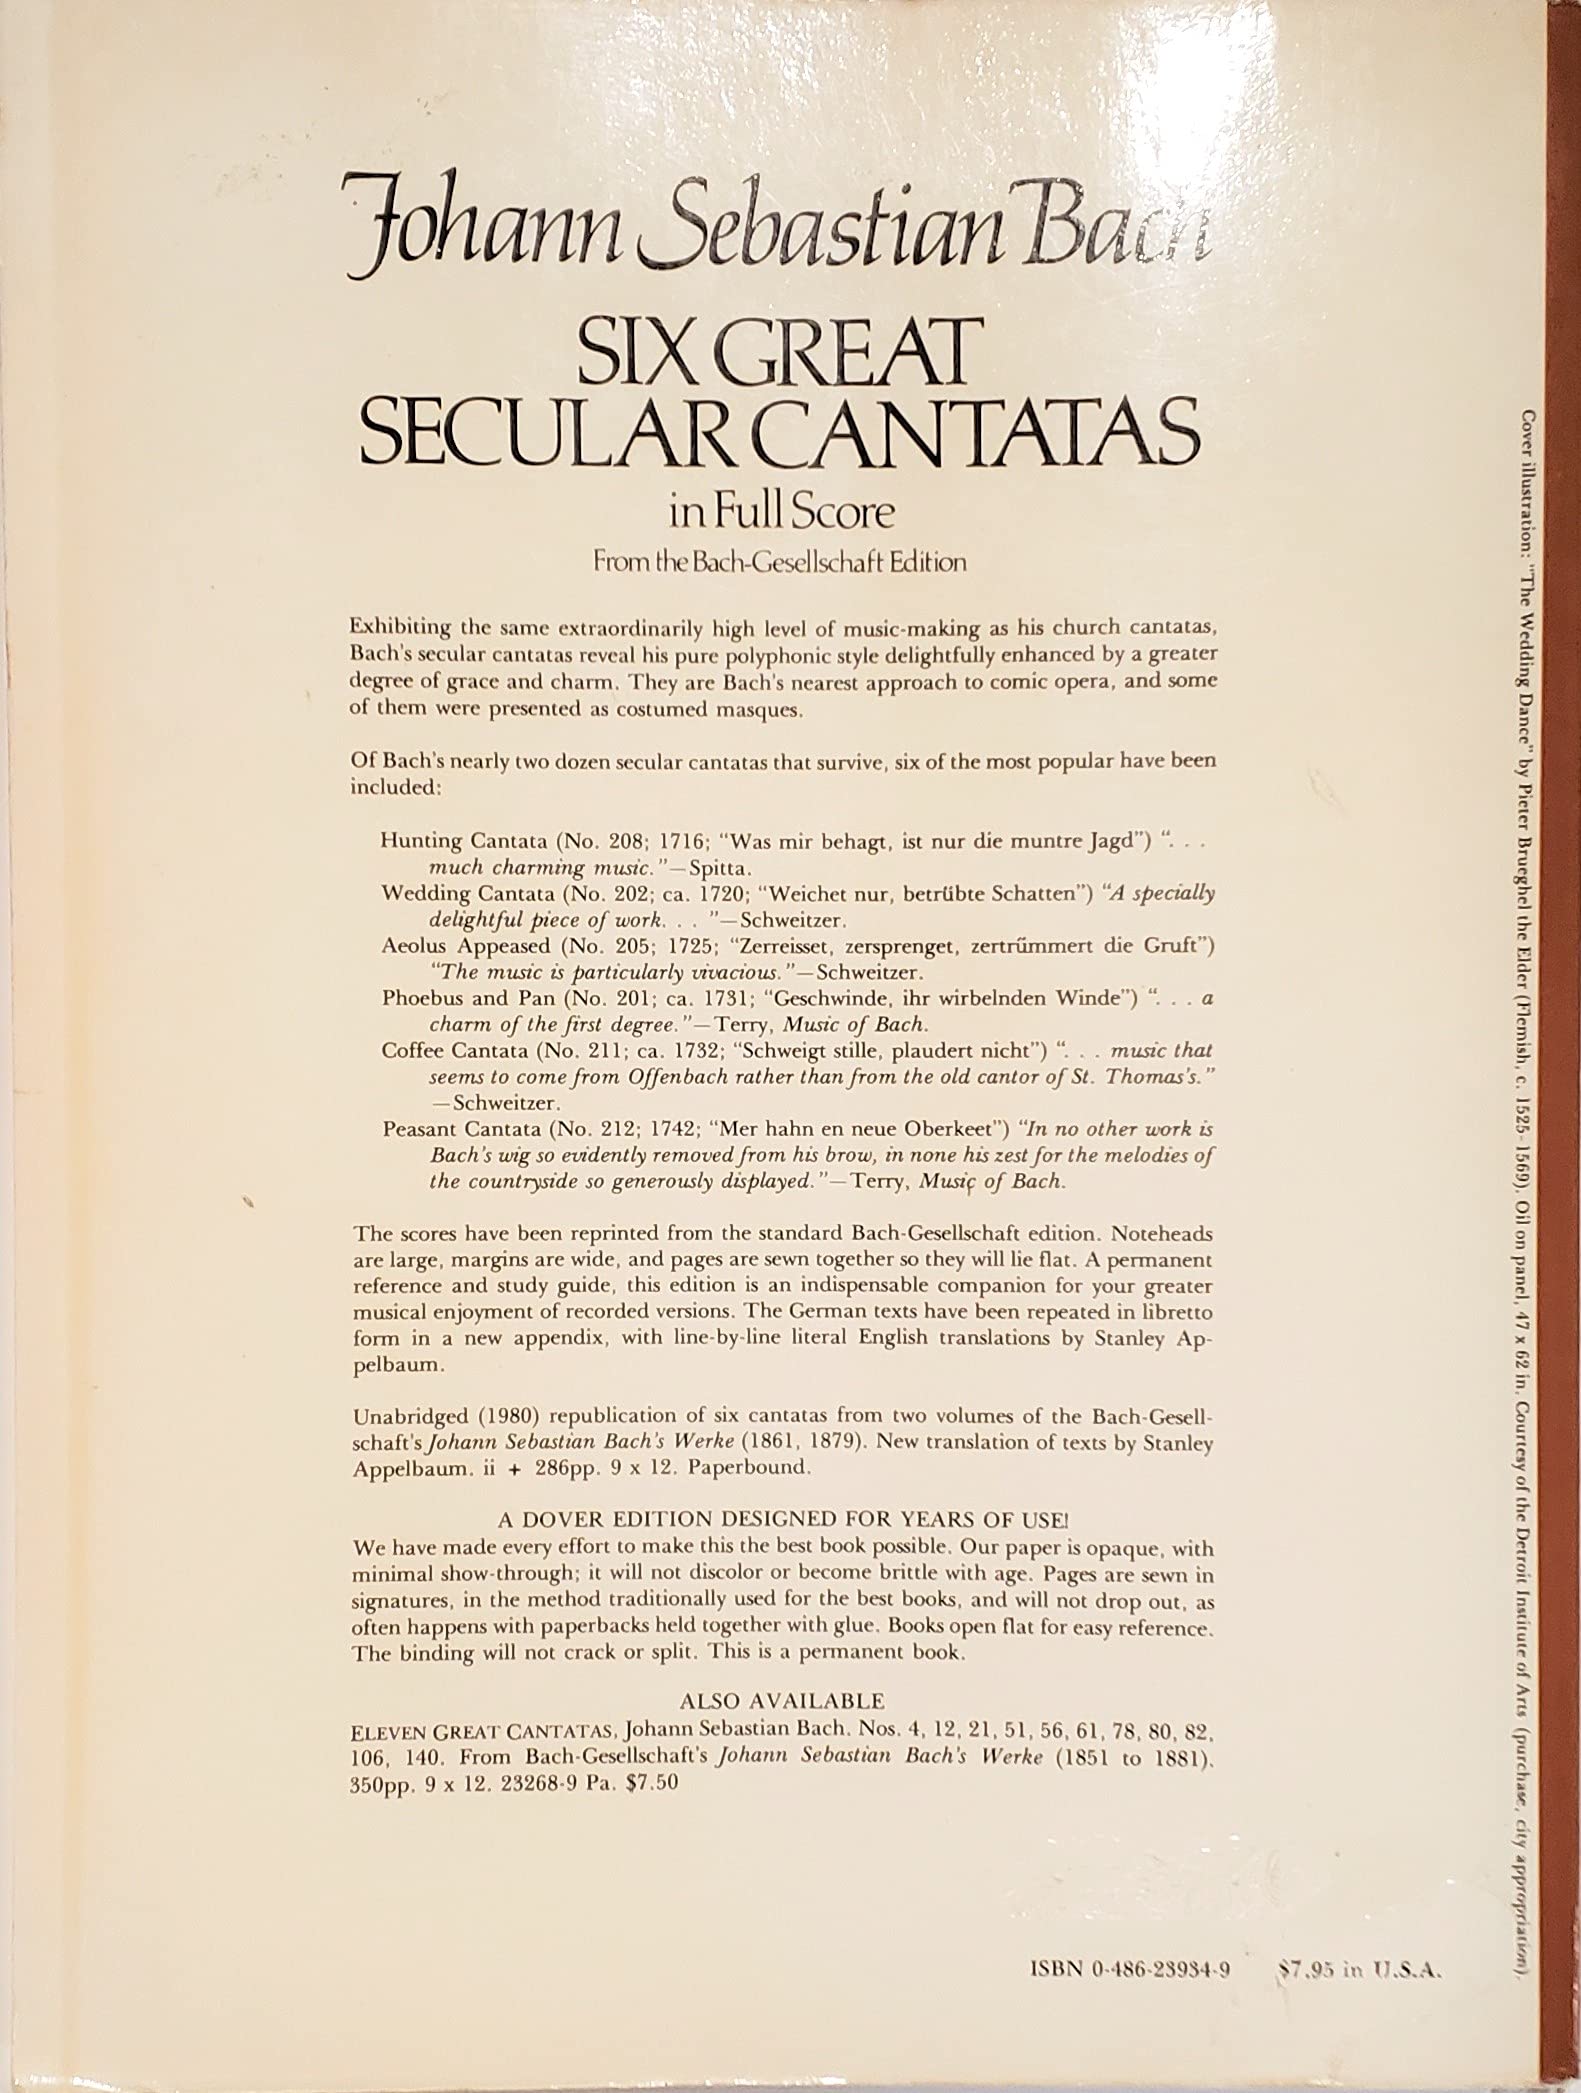 Johann Sebastian Bach
SIX GREAT
SECULAR CANTATAS
in Full Score
From the Bach-Gesellschaft Edition
Exhibiting the same extraordinarily high level of music-making as his church cantatas,
Bach's secular cantatas reveal his pure polyphonic style delightfully enhanced by a greater
degree of grace and charm. They are Bach's nearest approach to comic opera, and some
of them were presented as costumed masques.
Of Bach's nearly two dozen secular cantatas that survive, six of the most popular have been
included:
Hunting Cantata (No. 208; 1716; "Was mir behagt, ist nur die muntre Jagd") ". . .
much charming music."—Spitta.
Wedding Cantata (No. 202; ca. 1720; "Weichet nur, betrübte Schatten") "A specially
delightful piece of work. . . "—Schweitzer.
Aeolus Appeased (No. 205; 1725; "Zerreisset, zersprenget, zertrümmert die Gruft")
"The music is particularly vivacious."—Schweitzer.
Phoebus and Pan (No. 201; ca. 1731; "Geschwinde, ihr wirbelnden Winde") ". . . a
charm of the first degree."—Terry, Music of Bach.
Coffee Cantata (No. 211; ca. 1732; "Schweigt stille, plaudert nicht") ". . . music that
seems to come from Offenbach rather than from the old cantor of St. Thomas's."
—Schweitzer.
Peasant Cantata (No. 212; 1742; "Mer hahn en neue Oberkeet") "In no other work is
Bach's wig so evidently removed from his brow, in none his zest for the melodies of
the countryside so generously displayed."—Terry, Music of Bach.
The scores have been reprinted from the standard Bach-Gesellschaft edition. Noteheads
are large, margins are wide, and pages are sewn together so they will lie flat. A permanent
reference and study guide, this edition is an indispensable companion for your greater
musical enjoyment of recorded versions. The German texts have been repeated in libretto
form in a new appendix, with line-by-line literal English translations by Stanley Ap-
pelbaum.
Unabridged (1980) republication of six cantatas from two volumes of the Bach-Gesell-
schaft's Johann Sebastian Bach's Werke (1861, 1879). New translation of texts by Stanley
Appelbaum. ii + 286pp. 9 x 12. Paperbound.
A DOVER EDITION DESIGNED FOR YEARS OF USE!
We have made every effort to make this the best book possible. Our paper is opaque, with
minimal show-through; it will not discolor or become brittle with age. Pages are sewn in
signatures, in the method traditionally used for the best books, and will not drop out, as
often happens with paperbacks held together with glue. Books open flat for easy reference.
The binding will not crack or split. This is a permanent book.
ALSO AVAILABLE
ELEVEN GREAT CANTATAS, Johann Sebastian Bach. Nos. 4, 12, 21, 51, 56, 61, 78, 80, 82,
106, 140. From Bach-Gesellschaft's Johann Sebastian Bach's Werke (1851 to 1881).
350pp. 9 x 12. 23268-9 Pa. $7.50
ISBN 0-486-23934-9 $7.95 in U.S.A.
Cover illustration: "The Wedding Dance" by Pieter Brueghel the Elder (Flemish, c. 1525-1569). Oil on panel, 47 x 62 in. Courtesy of the Detroit Institute of Arts (purchase, city appropriation).